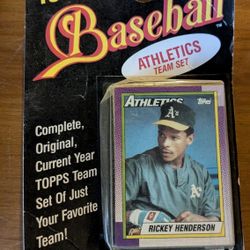 Baseball
ATHLETICS
TEAM SET
Complete,
Original,
Current Year
TOPPS Team
Set Of Just
Your Favorite
Team!
ATHLETICS
Topps
A's
RICKEY HENDERSON